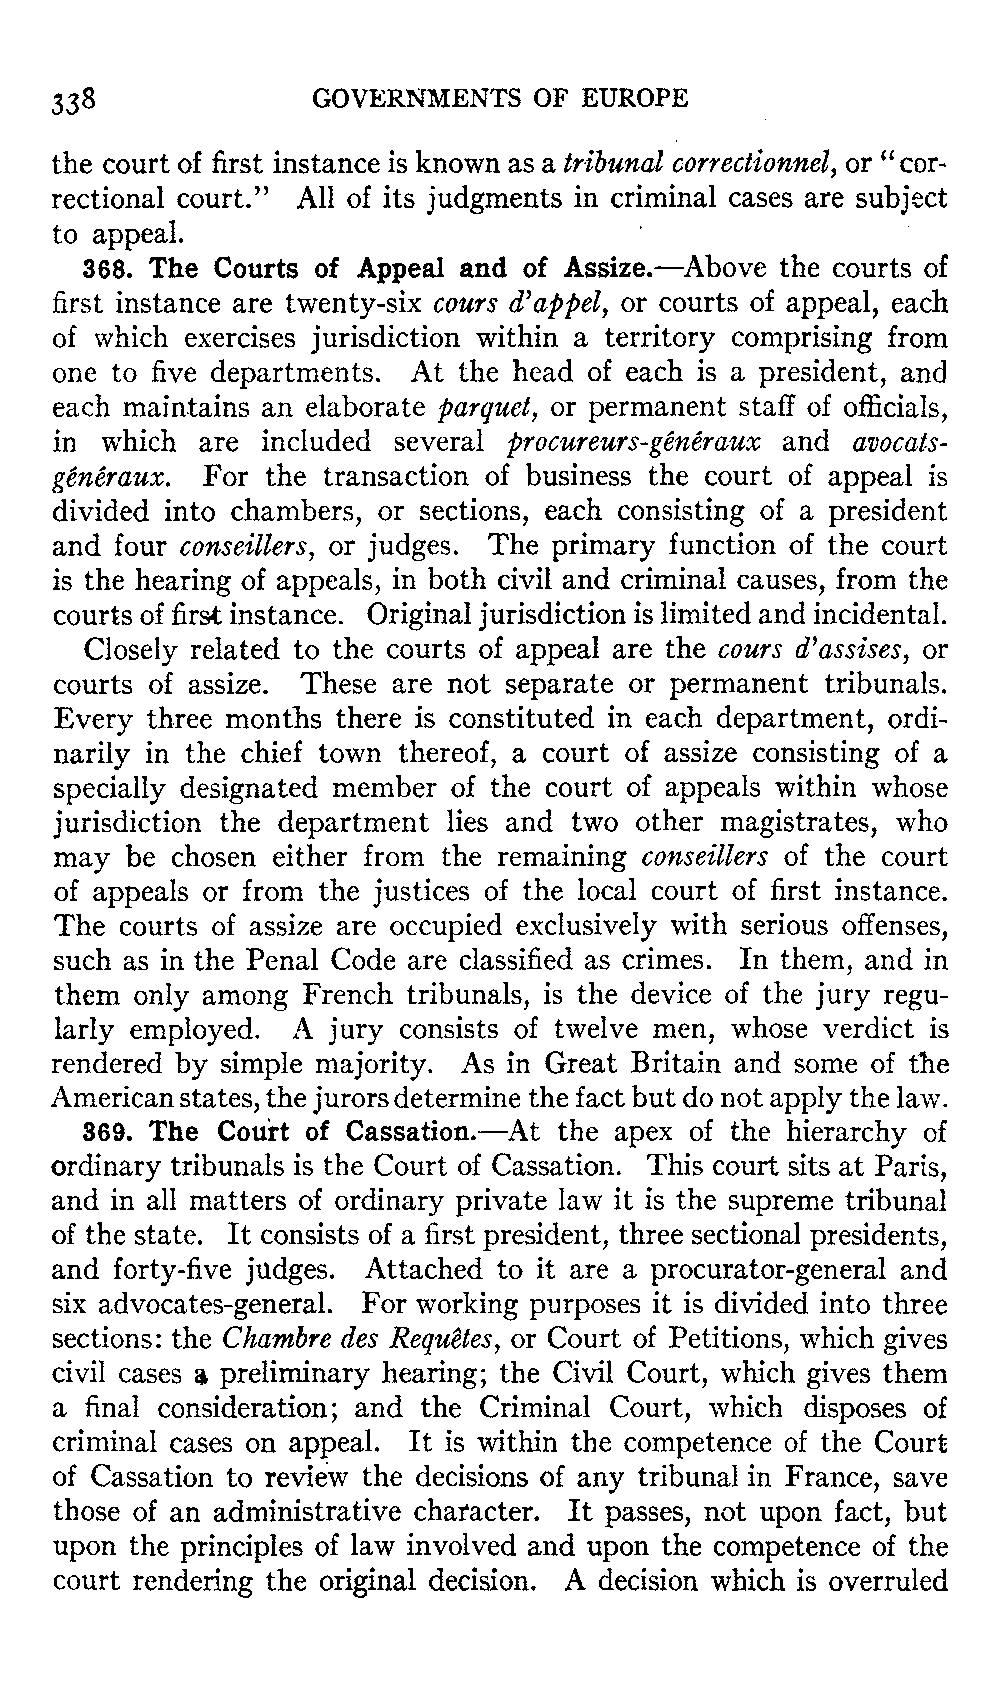 338 GOVERNMENTS OF EUROPE
the court of first instance is known as a tribunal correctionnel, or “cor-
rectional court.” All of its judgments in criminal cases are subject
to appeal.
368. The Courts of Appeal and of Assize.—Above the courts of
first instance are twenty-six cours d’appel, or courts of appeal, each
of which exercises jurisdiction within a territory comprising from
one to five departments. At the head of each is a president, and
each maintains an elaborate parquet, or permanent staff of officials,
in which are included several procureurs-généraux and avocats-
généraux. For the transaction of business the court of appeal is
divided into chambers, or sections, each consisting of a president
and four conseillers, or judges. The primary function of the court
is the hearing of appeals, in both civil and criminal causes, from the
courts of first instance. Original jurisdiction is limited and incidental.
Closely related to the courts of appeal are the cours d’assises, or
courts of assize. These are not separate or permanent tribunals.
Every three months there is constituted in each department, ordi-
narily in the chief town thereof, a court of assize consisting of a
specially designated member of the court of appeals within whose
jurisdiction the department lies and two other magistrates, who
may be chosen either from the remaining conseillers of the court
of appeals or from the justices of the local court of first instance.
The courts of assize are occupied exclusively with serious offenses,
such as in the Penal Code are classified as crimes. In them, and in
them only among French tribunals, is the device of the jury regu-
larly employed. A jury consists of twelve men, whose verdict is
rendered by simple majority. As in Great Britain and some of the
American states, the jurors determine the fact but do not apply the law.
369. The Court of Cassation.—At the apex of the hierarchy of
ordinary tribunals is the Court of Cassation. This court sits at Paris,
and in all matters of ordinary private law it is the supreme tribunal
of the state. It consists of a first president, three sectional presidents,
and forty-five judges. Attached to it are a procurator-general and
six advocates-general. For working purposes it is divided into three
sections: the Chambre des Requêtes, or Court of Petitions, which gives
civil cases a preliminary hearing; the Civil Court, which gives them
a final consideration; and the Criminal Court, which disposes of
criminal cases on appeal. It is within the competence of the Court
of Cassation to review the decisions of any tribunal in France, save
those of an administrative character. It passes, not upon fact, but
upon the principles of law involved and upon the competence of the
court rendering the original decision. A decision which is overruled